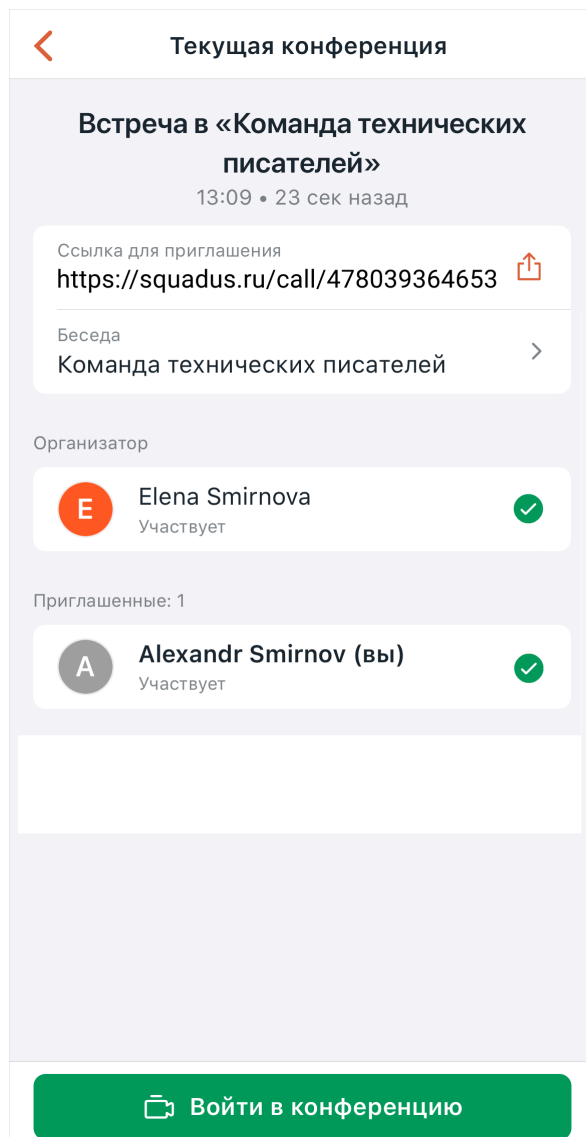 Текущая конференция
Встреча в «Команда технических
писателей»
13:09 • 23 сек назад
Ссылка для приглашения
https://squadus.ru/call/478039364653
Беседа
Команда технических писателей
Организатор
E
Elena Smirnova
Участвует
Приглашенные: 1
A
Alexandr Smirnov (вы)
Участвует
Войти в конференцию